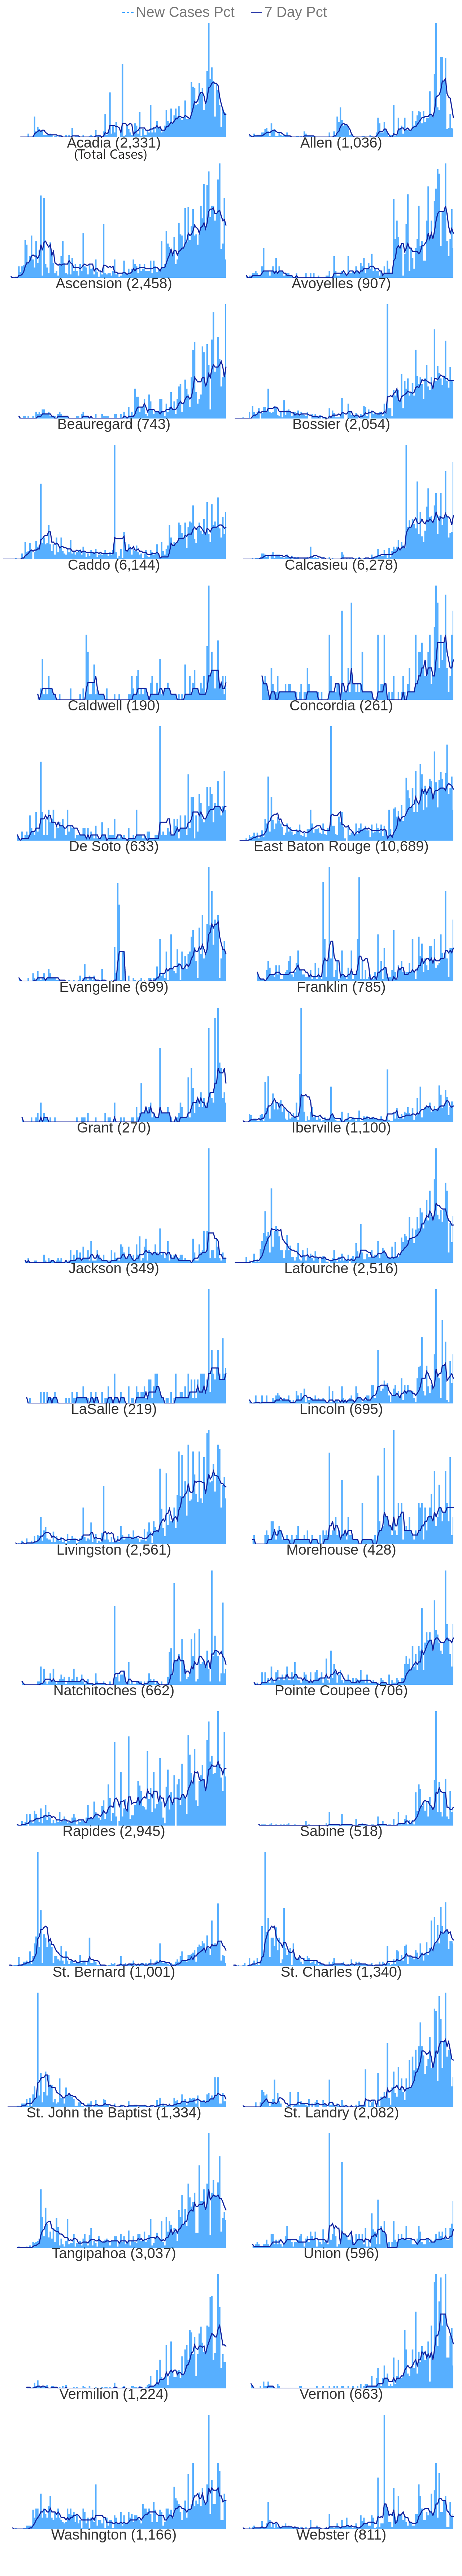 New Cases Pct 7 Day Pct
Acadia (2,331) Allen (1,036)
(Total Cases)
Ascension (2,458) Avoyelles (907)
Beauregard (743) Bossier (2,054)
Caddo (6,144) Calcasieu (6,278)
Caldwell (190) Concordia (261)
De Soto (633) East Baton Rouge (10,689)
Evangeline (699) Franklin (785)
Grant (270) Iberville (1,100)
Jackson (349) Lafourche (2,516)
LaSalle (219) Lincoln (695)
Livingston (2,561) Morehouse (428)
Natchitoches (662) Pointe Coupee (706)
Rapides (2,945) Sabine (518)
St. Bernard (1,001) St. Charles (1,340)
St. John the Baptist (1,334) St. Landry (2,082)
Tangipahoa (3,037) Union (596)
Vermilion (1,224) Vernon (663)
Washington (1,166) Webster (811)